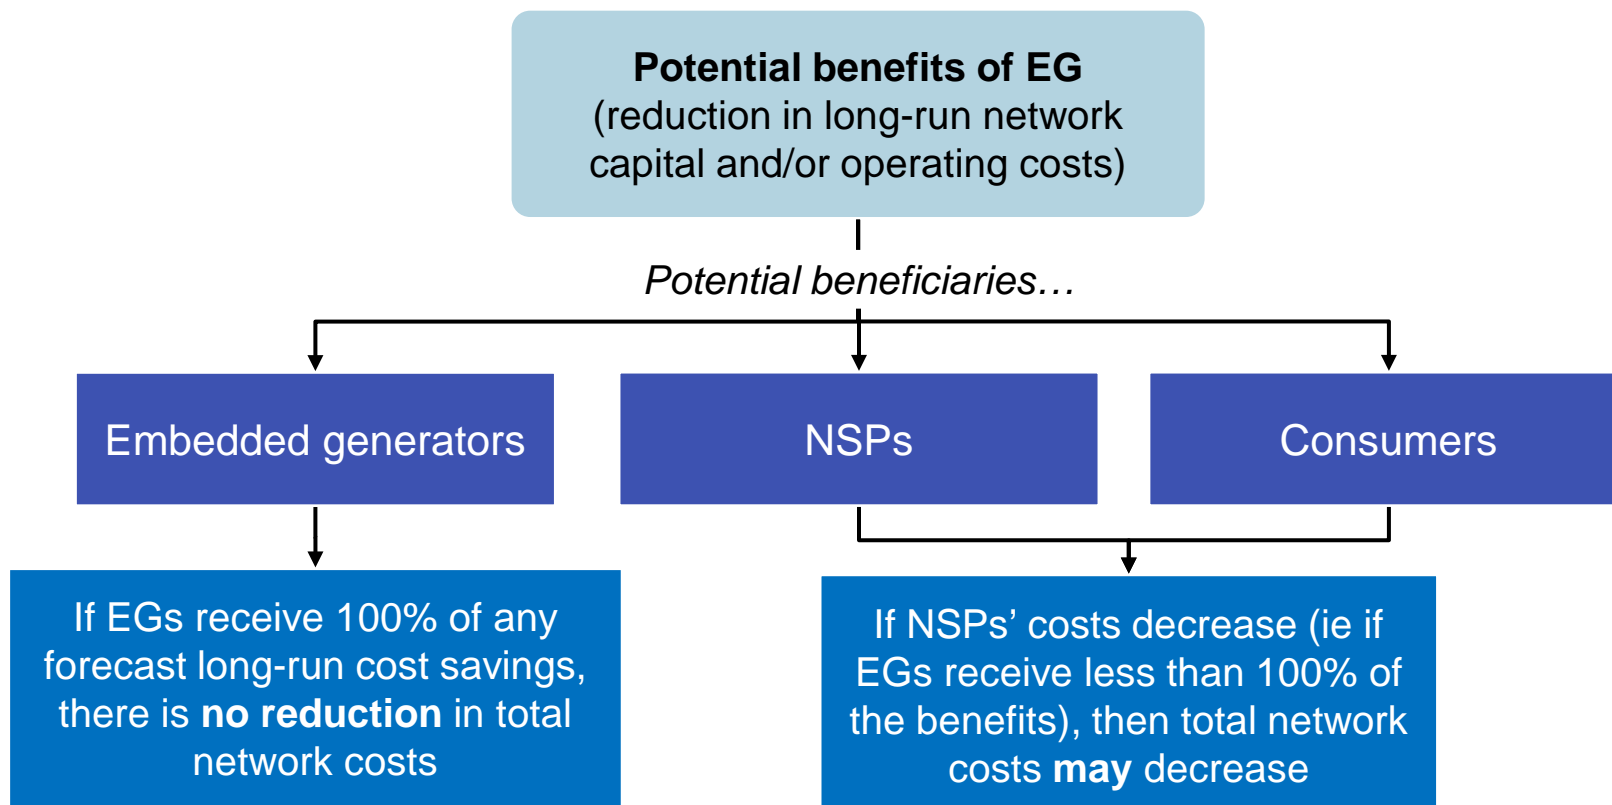 Potential benefits of EG
(reduction in long-run network
capital and/or operating costs)
Potential beneficiaries…
Embedded generators
NSPs
Consumers
If EGs receive 100% of any
forecast long-run cost savings,
there is no reduction in total
network costs
If NSPs’ costs decrease (ie if
EGs receive less than 100% of
the benefits), then total network
costs may decrease